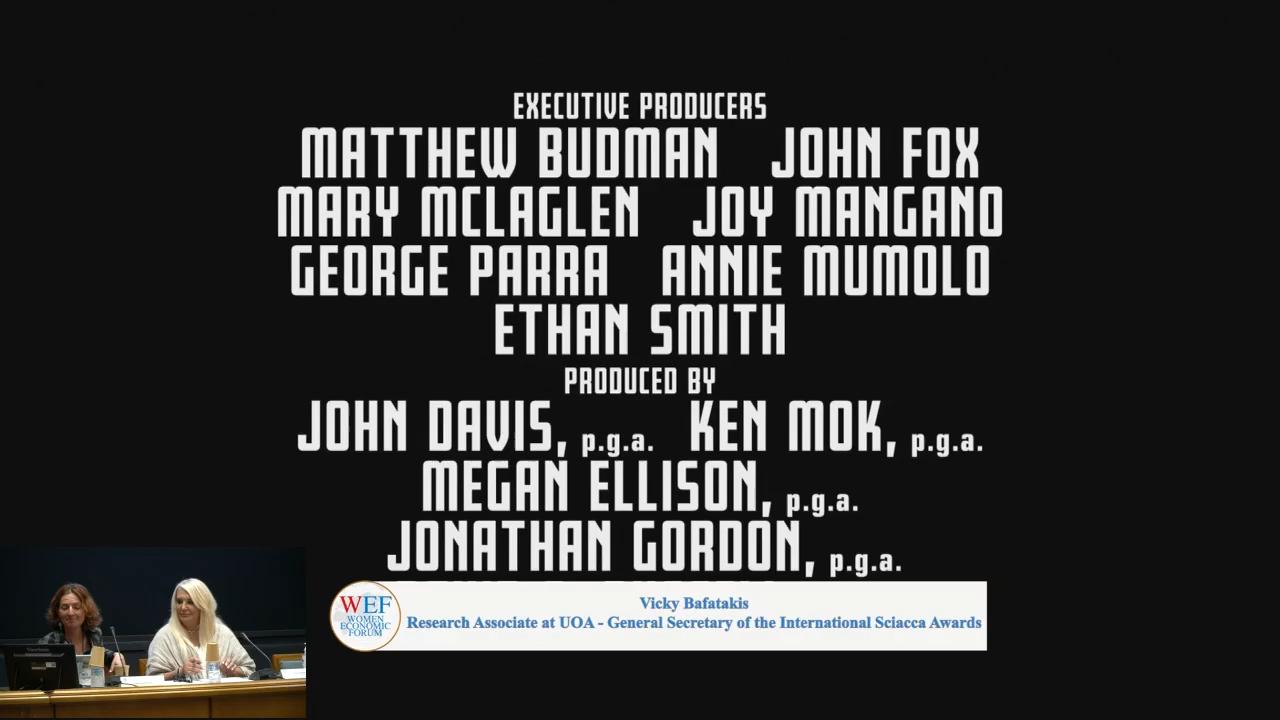 EXECUTIVE PRODUCERS
MATTHEW BUDMAN JOHN FOX
MARY MCLAGLEN JOY MANGANO
GEORGE PARRA ANNIE MUMOLO
ETHAN SMITH
PRODUCED BY
JOHN DAVIS, p.g.a. KEN MOK, p.g.a.
MEGAN ELLISON, p.g.a.
JONATHAN GORDON, p.g.a.
WEF
WOMEN
ECONOMIC
FORUM
Vicky Bafatakis
Research Associate at UOA - General Secretary of the International Sciacca Awards